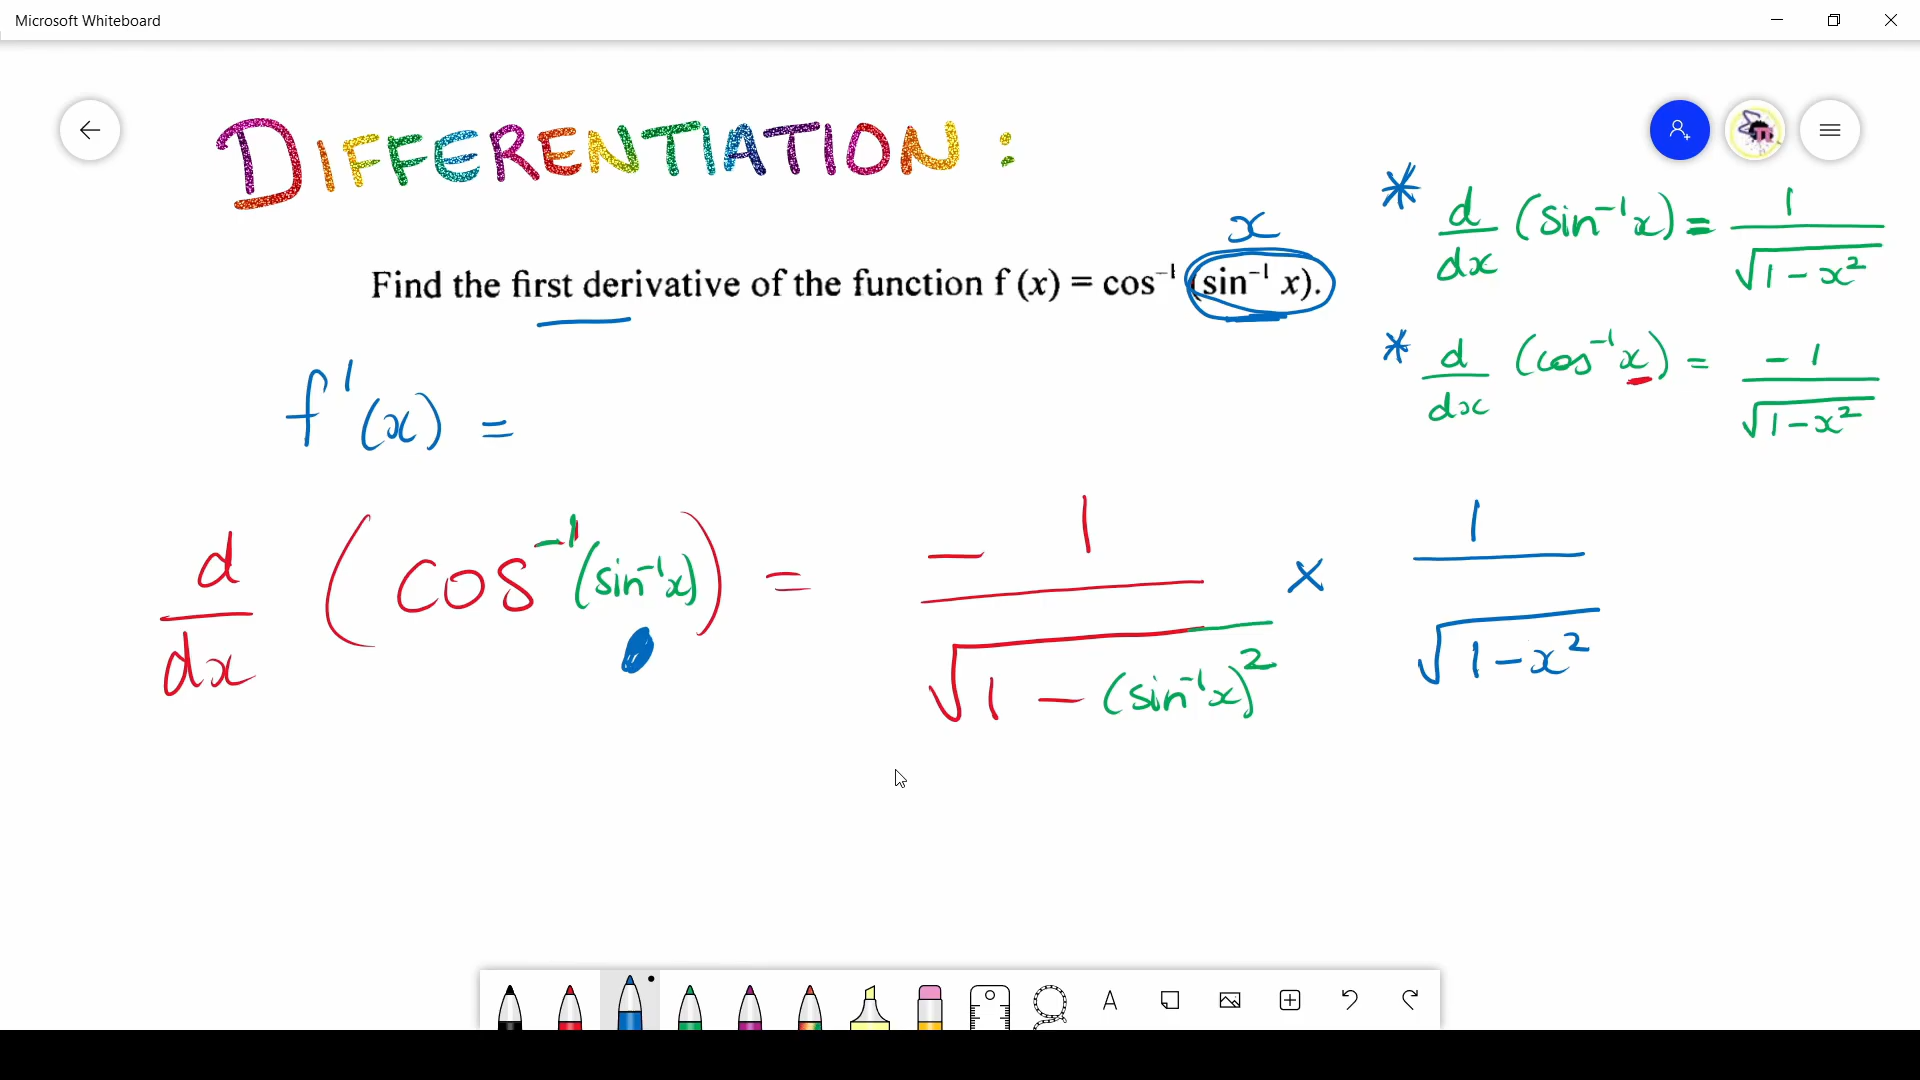 Microsoft Whiteboard
DIFFERENTIATION :
* d/dx (sin⁻¹x) = 1/√(1 – x²)
x
Find the first derivative of the function f (x) = cos⁻¹ (sin⁻¹ x).
* d/dx (cos⁻¹x) = –1/√(1 – x²)
f'(x) =
d/dx (cos⁻¹(sin⁻¹x)) = – 1/√(1 – (sin⁻¹x)²) × 1/√(1 – x²)
A